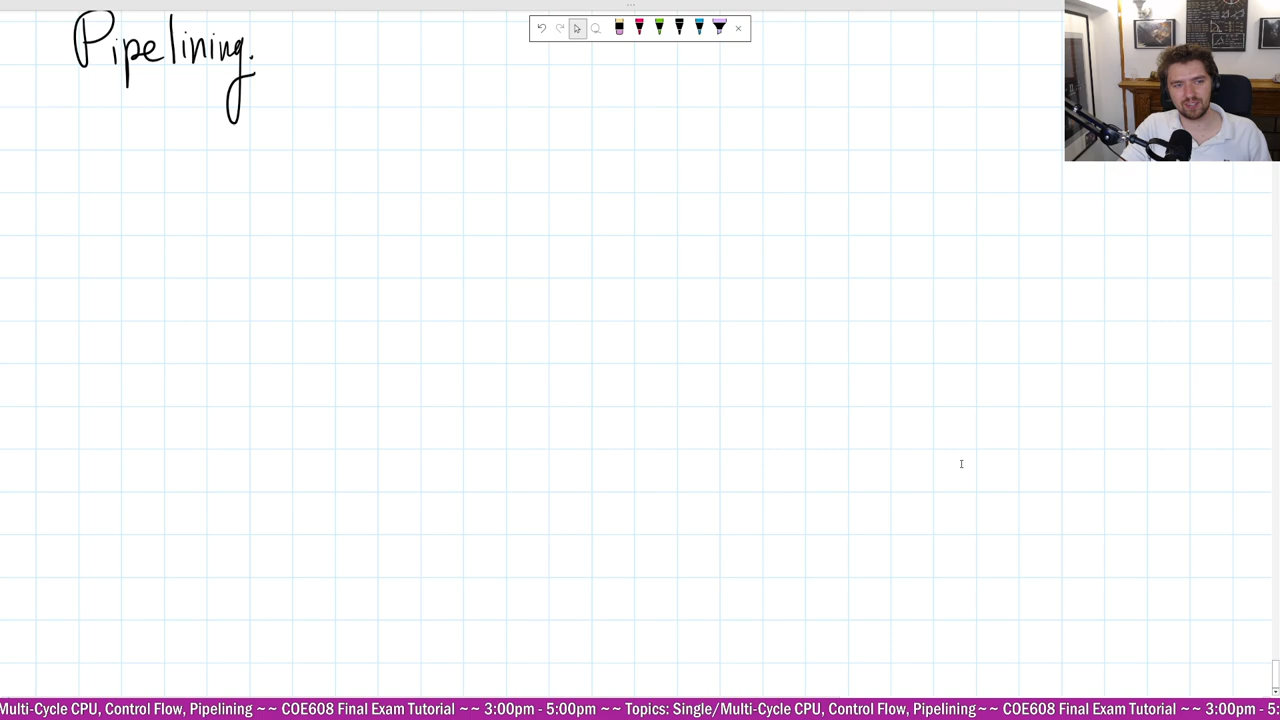 Pipelining.
Multi-Cycle CPU, Control Flow, Pipelining ~~ COE608 Final Exam Tutorial ~~ 3:00pm - 5:00pm ~~ Topics: Single/Multi-Cycle CPU, Control Flow, Pipelining~~ COE608 Final Exam Tutorial ~~ 3:00pm - 5: